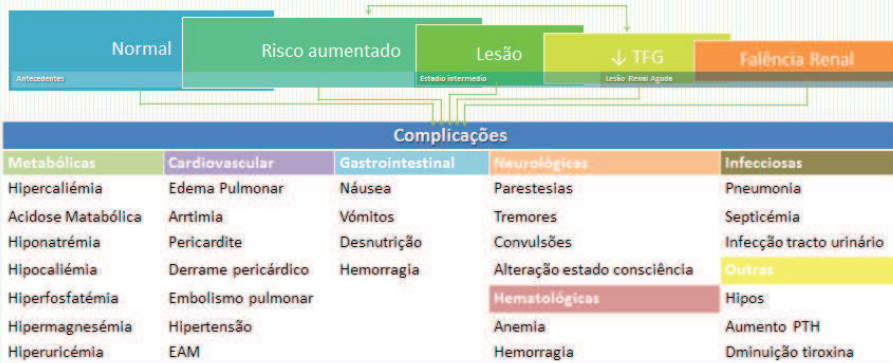 Normal
Risco aumentado
Lesão
↓ TFG
Falência Renal
Antecedentes
Estadio intermedio
Lesão Renal Aguda
Complicações
Metabólicas Cardiovascular Gastrointestinal Neurológicas Infecciosas
Hipercaliémia Edema Pulmonar Náusea Parestesias Pneumonia
Acidose Matabólica Arrtimia Vómitos Tremores Septicémia
Hiponatrémia Pericardite Desnutrição Convulsões Infecção tracto urinário
Hipocaliémia Derrame pericárdico Hemorragia Alteração estado consciência Outras
Hiperfosfatémia Embolismo pulmonar Hematológicas Hipos
Hipermagnesémia Hipertensão Anemia Aumento PTH
Hiperuricémia EAM Hemorragia Dminuição tiroxina